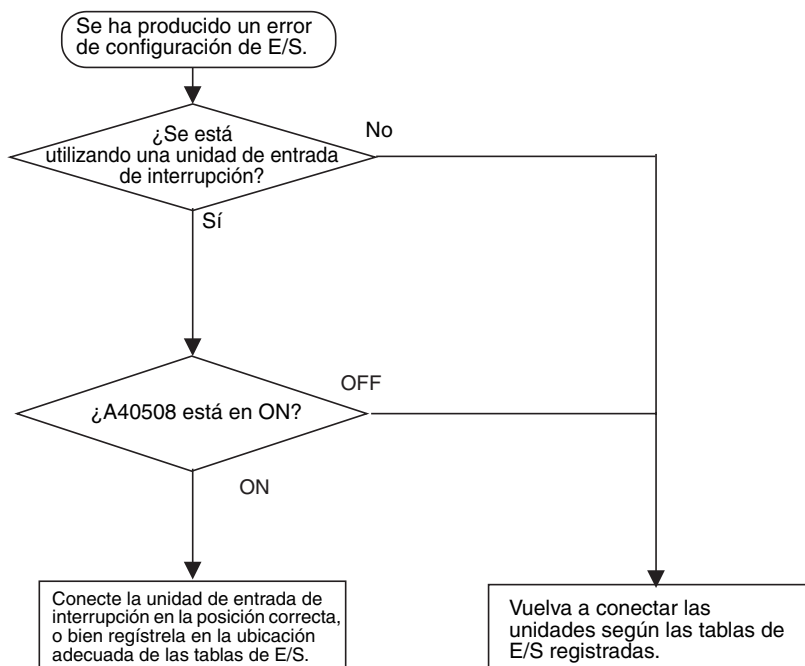 Se ha producido un error
de configuración de E/S.
¿Se está
utilizando una unidad de entrada
de interrupción?
No
Sí
¿A40508 está en ON?
OFF
ON
Conecte la unidad de entrada de
interrupción en la posición correcta,
o bien regístrela en la ubicación
adecuada de las tablas de E/S.
Vuelva a conectar las
unidades según las tablas de
E/S registradas.